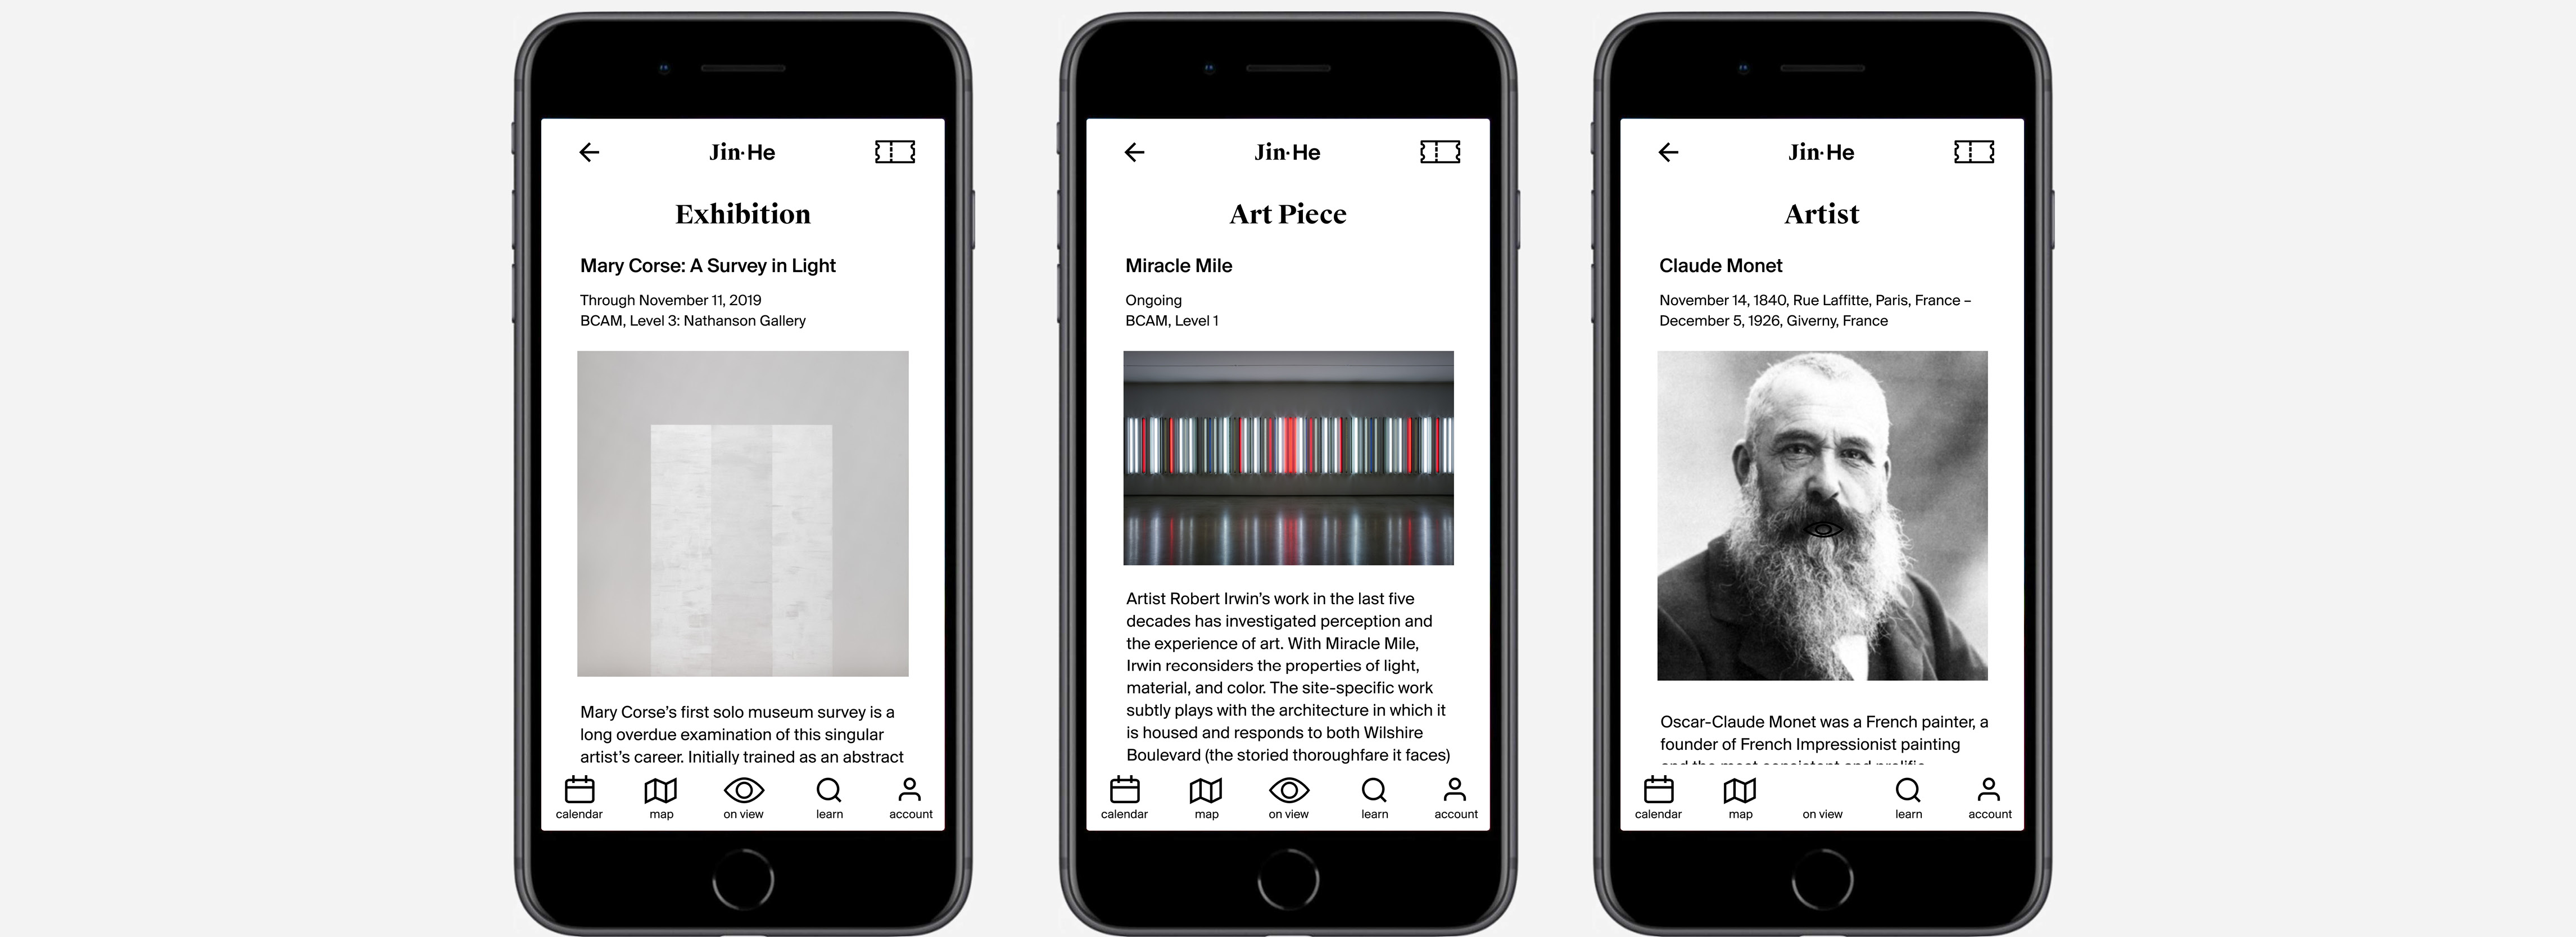 Jin·He
Exhibition
Mary Corse: A Survey in Light
Through November 11, 2019
BCAM, Level 3: Nathanson Gallery
Mary Corse’s first solo museum survey is a
long overdue examination of this singular
artist’s career. Initially trained as an abstract
calendar
map
on view
learn
account
Jin·He
Art Piece
Miracle Mile
Ongoing
BCAM, Level 1
Artist Robert Irwin’s work in the last five
decades has investigated perception and
the experience of art. With Miracle Mile,
Irwin reconsiders the properties of light,
material, and color. The site-specific work
subtly plays with the architecture in which it
is housed and responds to both Wilshire
Boulevard (the storied thoroughfare it faces)
calendar
map
on view
learn
account
Jin·He
Artist
Claude Monet
November 14, 1840, Rue Laffitte, Paris, France –
December 5, 1926, Giverny, France
Oscar-Claude Monet was a French painter, a
founder of French Impressionist painting
and the most consistent and prolific
calendar
map
on view
learn
account